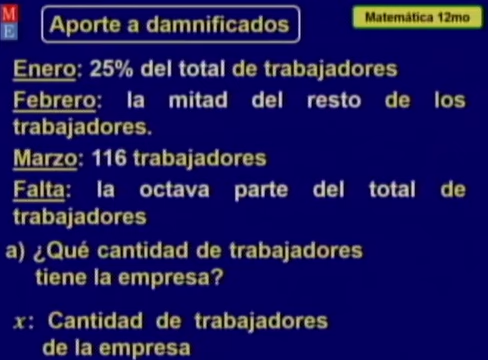 M
E
Aporte a damnificados
Matemática 12mo
Enero: 25% del total de trabajadores
Febrero: la mitad del resto de los
trabajadores.
Marzo: 116 trabajadores
Falta: la octava parte del total de
trabajadores
a) ¿Qué cantidad de trabajadores
tiene la empresa?
x: Cantidad de trabajadores
de la empresa